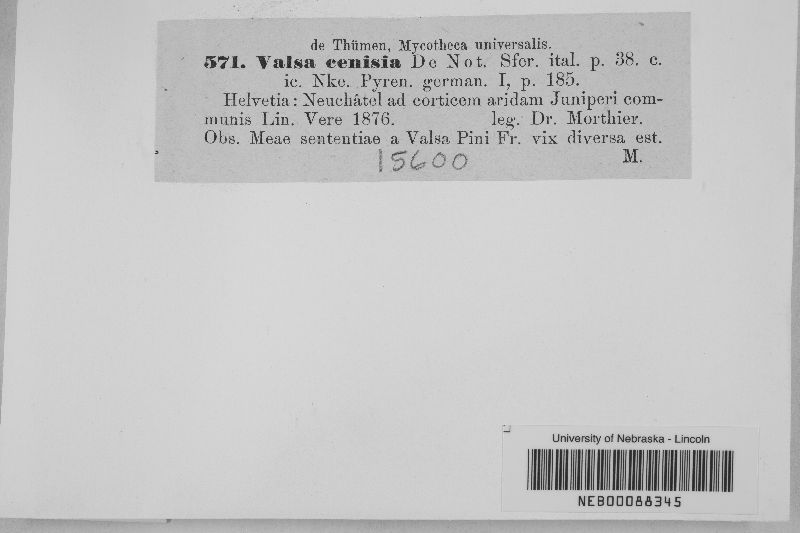 de Thümen, Mycotheca universalis.
571. Valsa cenisia De Not. Sfer. ital. p. 38. c.
ic. Nke. Pyren. german. I, p. 185.
Helvetia: Neuchâtel ad corticem aridam Juniperi com-
munis Lin. Vere 1876. leg. Dr. Morthier.
Obs. Meae sententiae a Valsa Pini Fr. vix diversa est.
M.
15600
University of Nebraska - Lincoln
NEB00088345